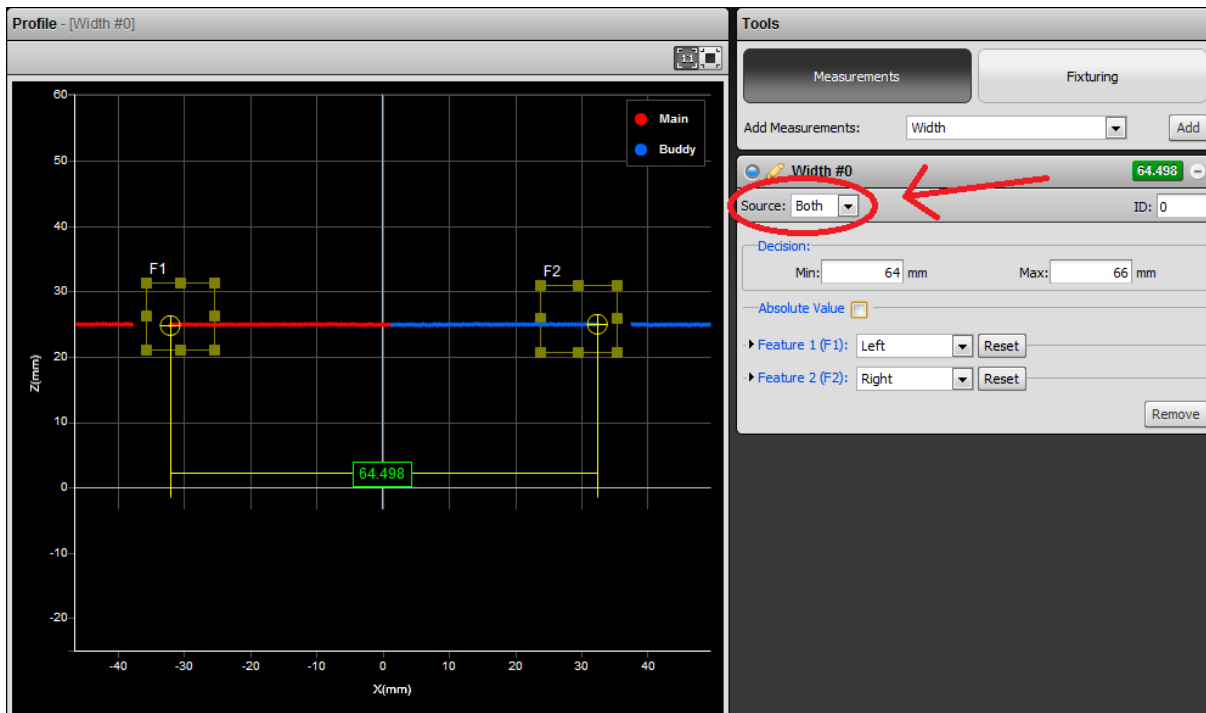 Profile - [Width #0]
1:1
60
50
40
30
20
10
0
-10
-20
Z(mm)
Main
Buddy
F1
F2
64.498
-40 -30 -20 -10 0 10 20 30 40
X(mm)
Tools
Measurements Fixturing
Add Measurements: Width Add
Width #0 64.498
Source: Both ID: 0
Decision:
Min: 64 mm Max: 66 mm
Absolute Value
Feature 1 (F1): Left Reset
Feature 2 (F2): Right Reset
Remove